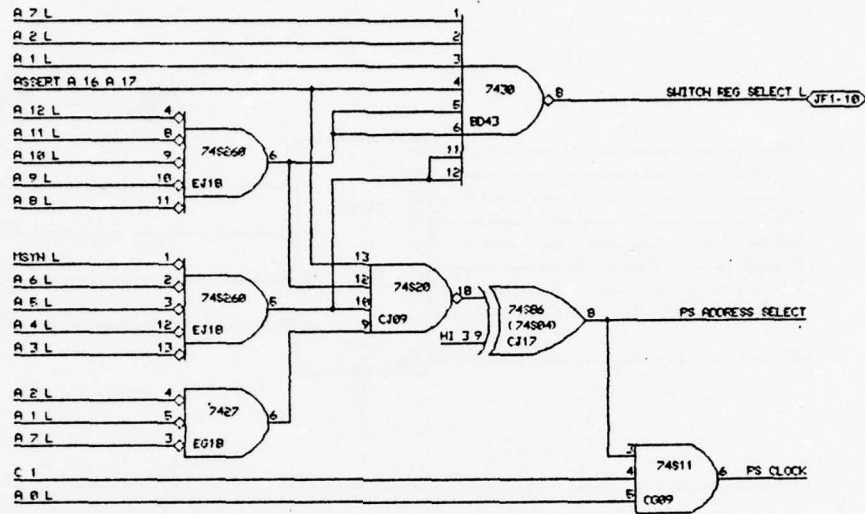 A 7 L 1
A 2 L 2
A 1 L 3
ASSERT A 16 A 17 4
7430 8 SWITCH REG SELECT L JF1-10
5
BD43
6
11
12
A 12 L 4
A 11 L 8
A 10 L 9 74S260 6
A 9 L 10
EJ18
A 8 L 11
MSYN L 1
A 6 L 2
A 5 L 3 74S260 5
A 4 L 12
EJ18
A 3 L 13
13
12 74S20
10
9 CJ09
HI 3 9
74S86 8 PS ADDRESS SELECT
(74S04)
CJ17
A 2 L 4
A 1 L 5 7427 6
A 7 L 3 EG18
3
C 1 4 74S11 6 PS CLOCK
A 0 L 5 CG09